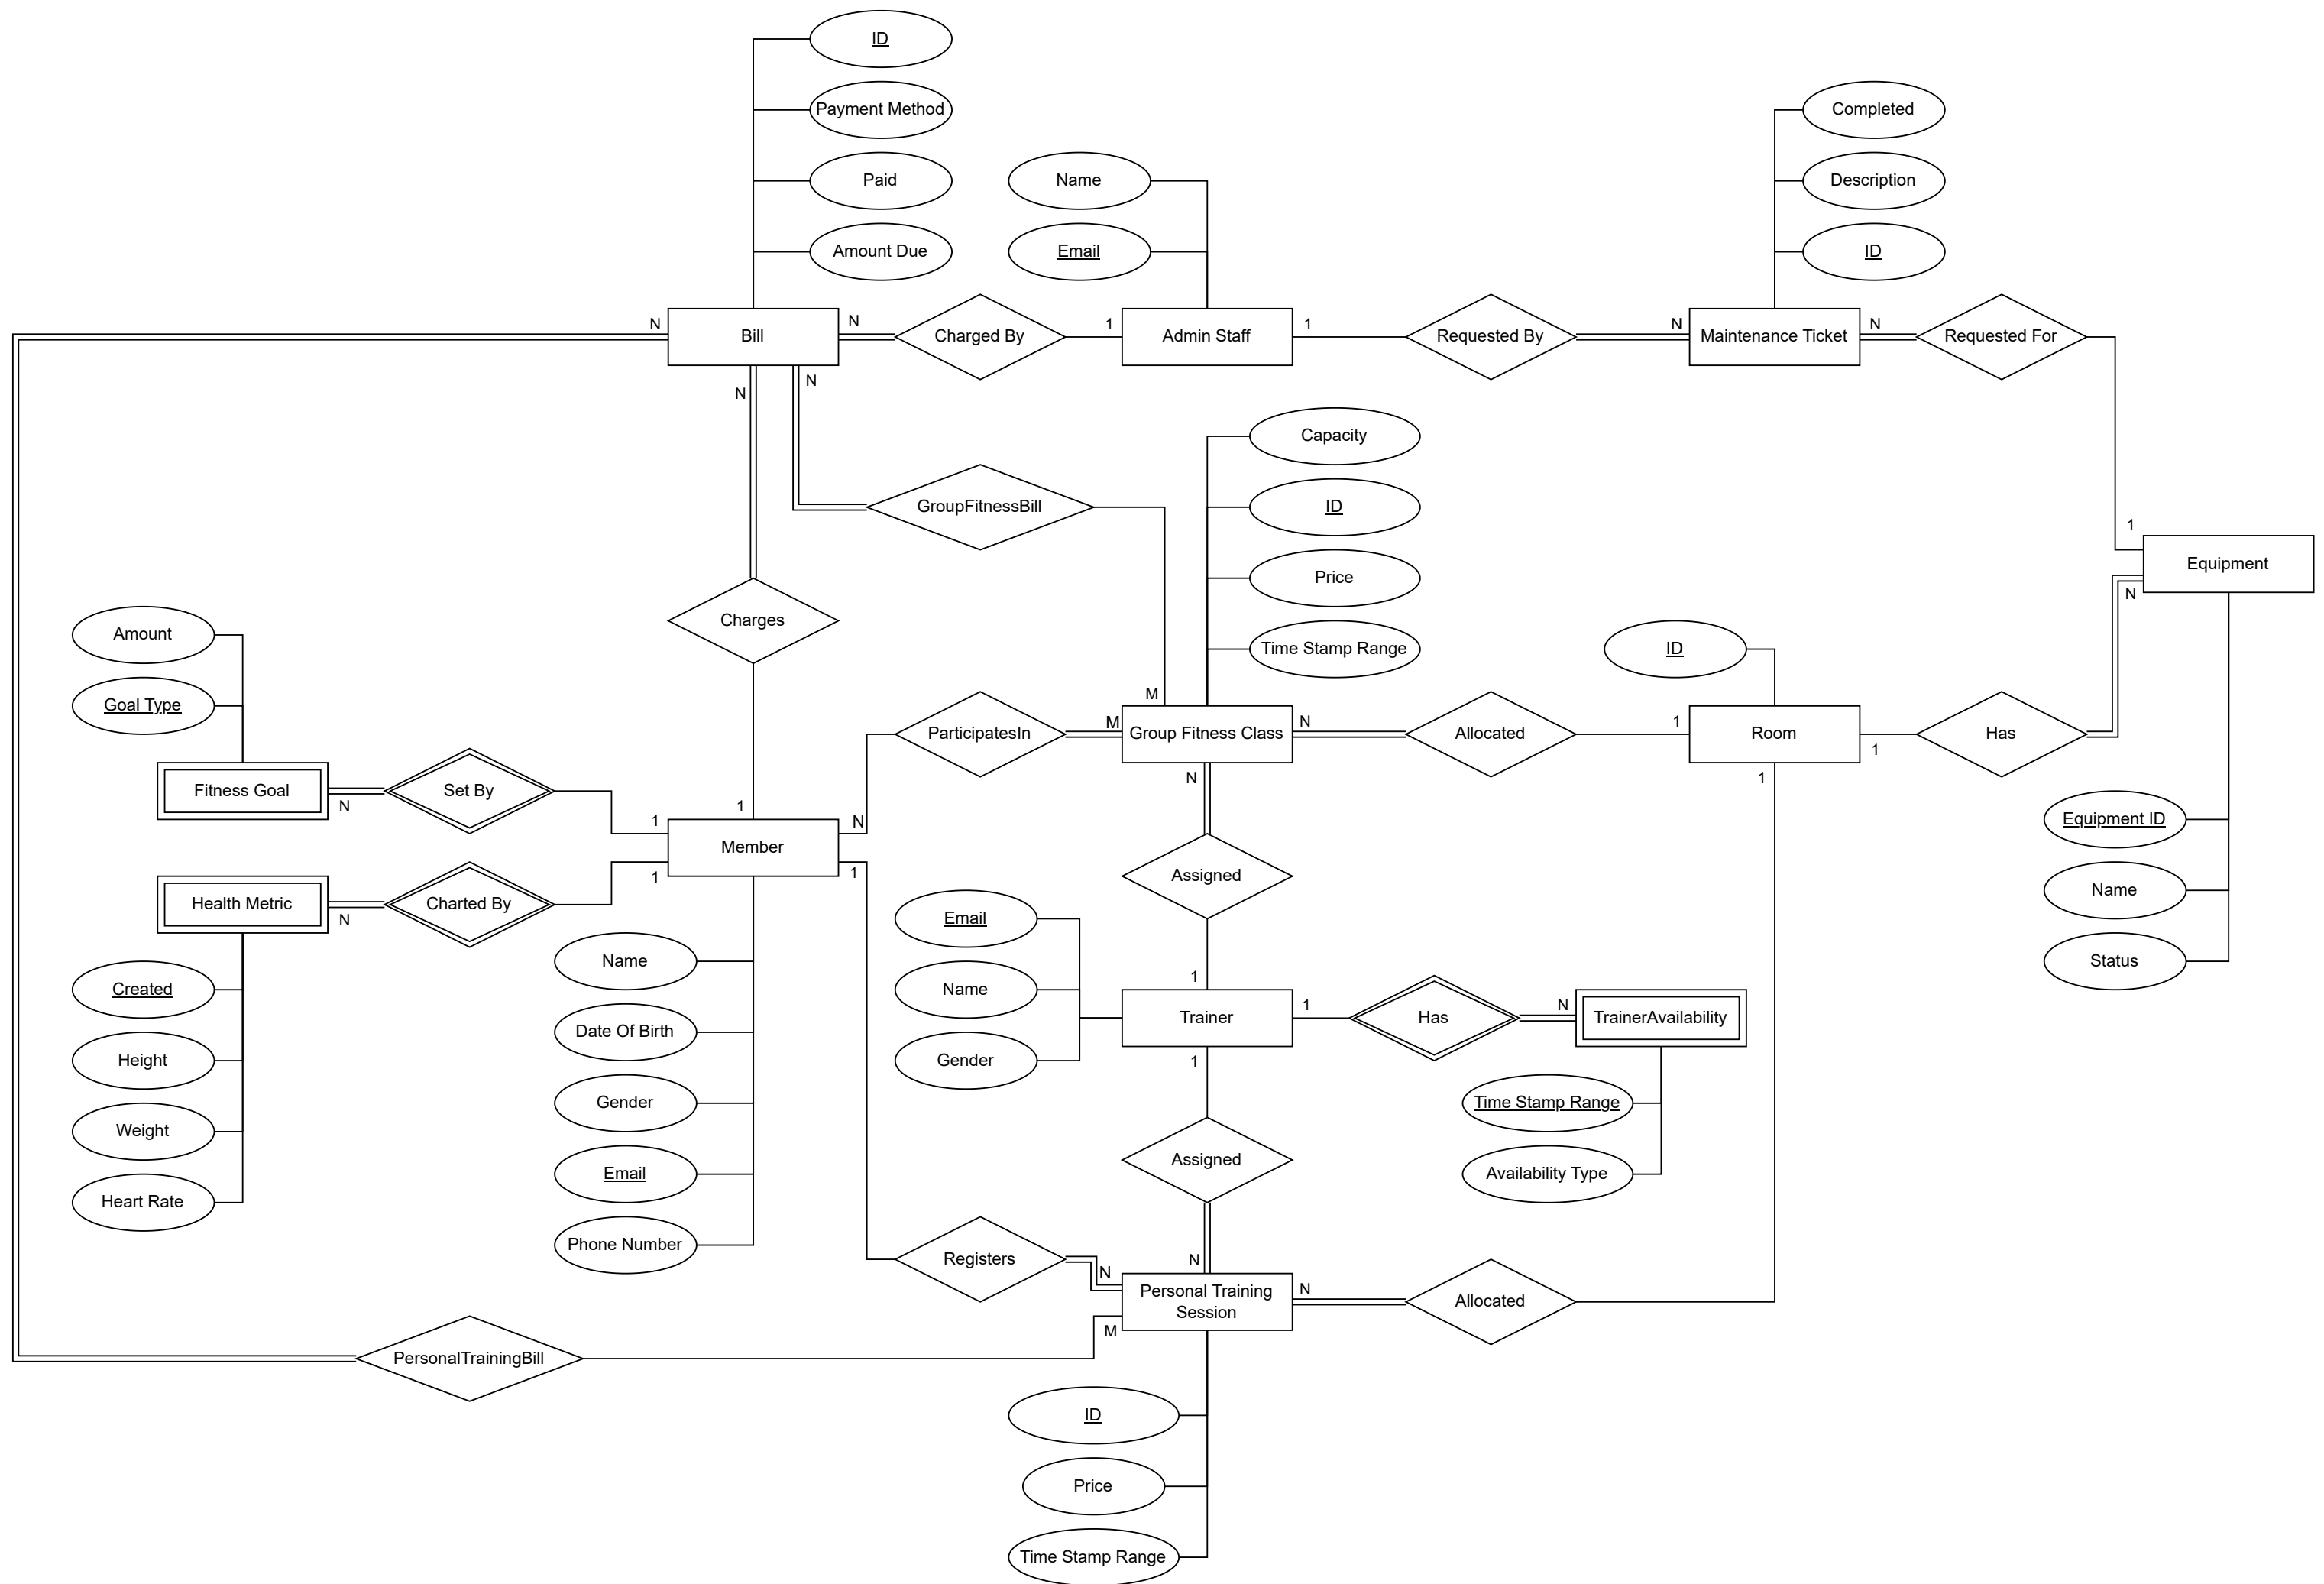 ID
Payment Method
Paid
Amount Due
Name
Email
Completed
Description
ID
N
Bill
N
Charged By
1
Admin Staff
1
Requested By
N
Maintenance Ticket
N
Requested For
N
N
Capacity
ID
Price
Time Stamp Range
GroupFitnessBill
M
1
Equipment
N
Charges
1
Amount
Goal Type
Fitness Goal
N
Set By
1
Member
1
Health Metric
N
Charted By
1
N
ParticipatesIn
M
Group Fitness Class
N
Allocated
1
ID
Room
1
Has
1
N
Assigned
1
Equipment ID
Name
Status
Created
Height
Weight
Heart Rate
Name
Date Of Birth
Gender
Email
Phone Number
Email
Name
Gender
Trainer
1
Has
N
TrainerAvailability
Time Stamp Range
Availability Type
1
Assigned
N
Registers
N
Personal Training
Session
N
Allocated
M
PersonalTrainingBill
ID
Price
Time Stamp Range